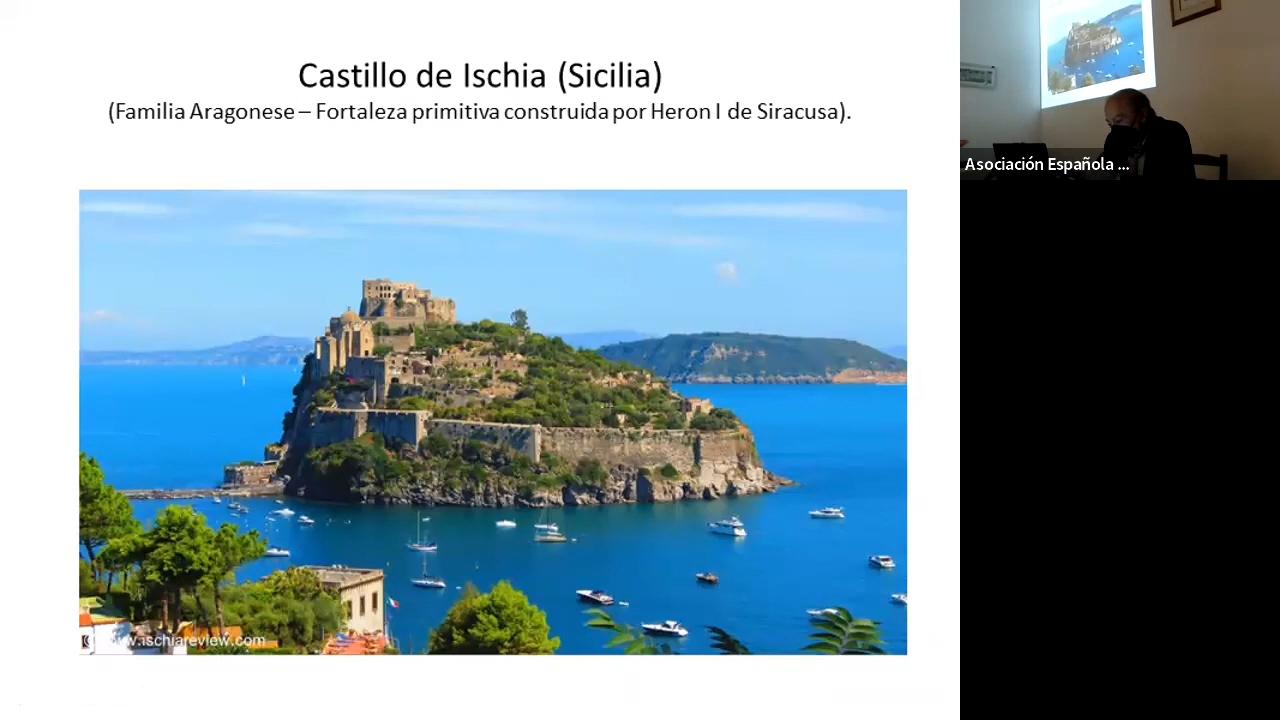 Castillo de Ischia (Sicilia)
(Familia Aragonese – Fortaleza primitiva construida por Heron I de Siracusa).
Asociación Española ...
www.ischiareview.com